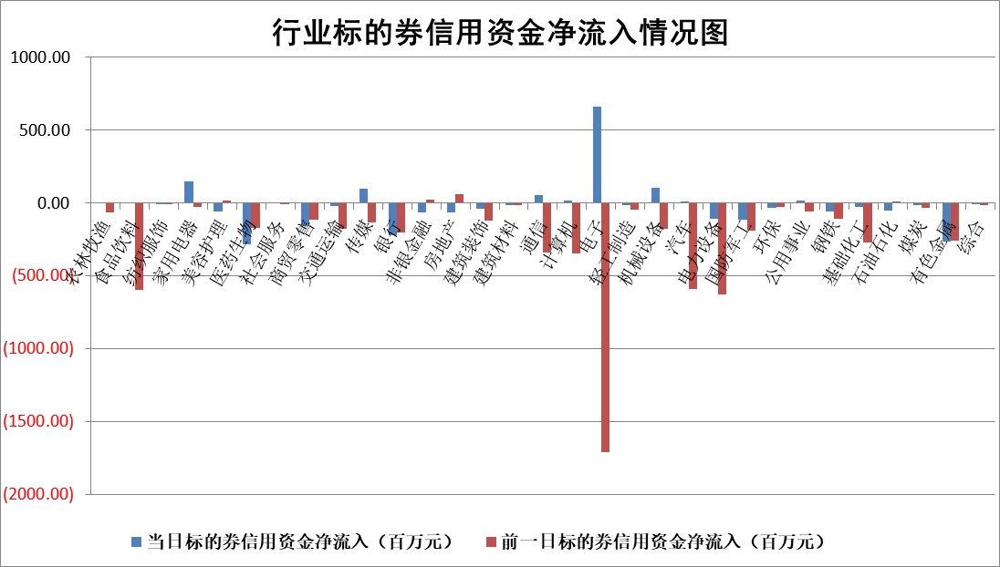 行业标的券信用资金净流入情况图
1000.00
500.00
0.00
(500.00)
(1000.00)
(1500.00)
(2000.00)
农林牧渔
食品饮料
纺织服饰
家用电器
美容护理
医药生物
社会服务
商贸零售
交通运输
传媒
银行
非银金融
房地产
建筑装饰
建筑材料
通信
计算机
电子
轻工制造
机械设备
汽车
电力设备
国防军工
环保
公用事业
钢铁
基础化工
石油石化
煤炭
有色金属
综合
当日标的券信用资金净流入（百万元）
前一日标的券信用资金净流入（百万元）